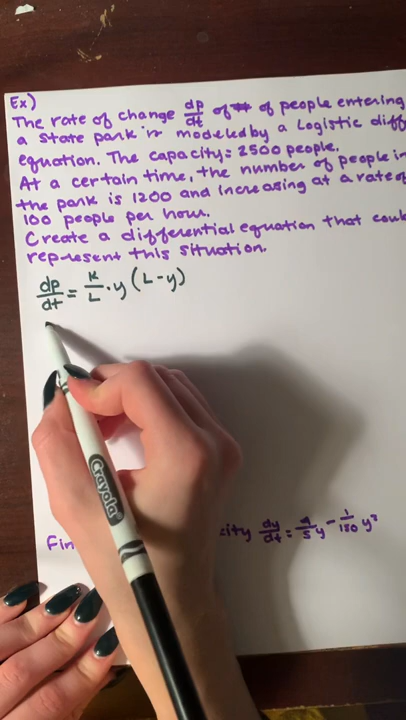 Ex)
The rate of change dp/dt of # of people entering
a state park is modeled by a Logistic diff
equation. The capacity = 2500 people.
At a certain time, the number of people in
the park is 1200 and increasing at a rate of
100 people per hour.
Create a differential equation that coul
represent this situation.
dp/dt = K/L · y (L - y)
Crayola
Fin city dy/dt = 4/5 y - 1/150 y²